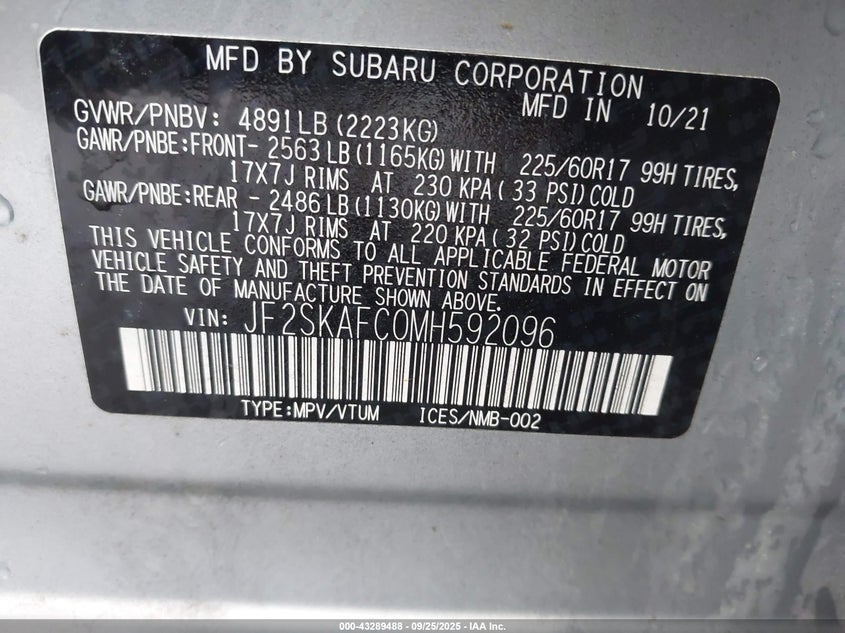 MFD BY SUBARU CORPORATION
MFD IN 10/21
GVWR/PNBV: 4891LB(2223KG)
GAWR/PNBE:FRONT- 2563LB(1165KG)WITH 225/60R17 99H TIRES,
17X7J RIMS AT 230 KPA( 33 PSI)COLD
GAWR/PNBE:REAR - 2486LB(1130KG)WITH 225/60R17 99H TIRES,
17X7J RIMS AT 220 KPA( 32 PSI)COLD
THIS VEHICLE CONFORMS TO ALL APPLICABLE FEDERAL MOTOR
VEHICLE SAFETY AND THEFT PREVENTION STANDARDS IN EFFECT ON
THE DATE OF MANUFACTURE SHOWN ABOVE.
VIN: JF2SKAFC0MH592096
TYPE:MPV/VTUM ICES/NMB-002
000-43289488 - 09/25/2025 - IAA Inc.